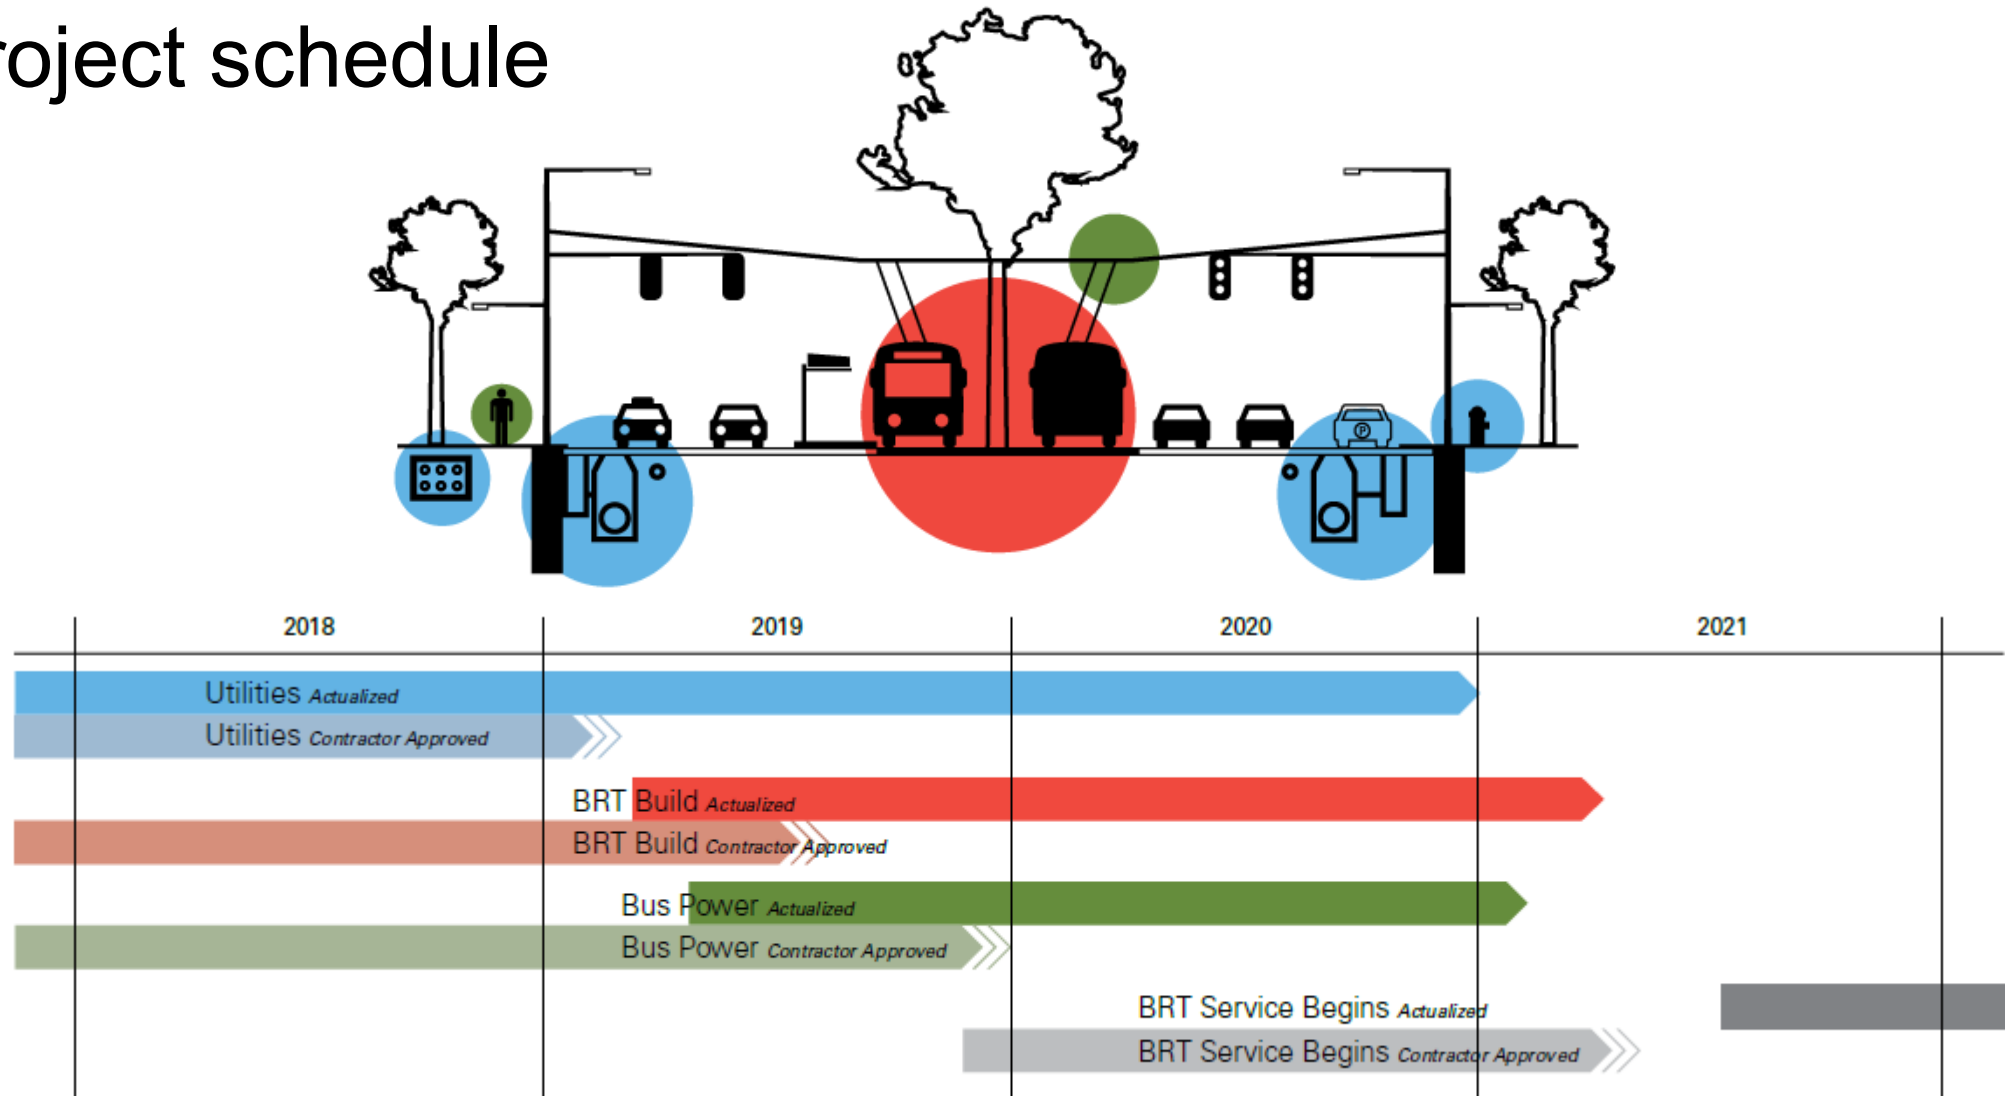 roject schedule
P
2018 2019 2020 2021
Utilities Actualized
Utilities Contractor Approved
BRT Build Actualized
BRT Build Contractor Approved
Bus Power Actualized
Bus Power Contractor Approved
BRT Service Begins Actualized
BRT Service Begins Contractor Approved